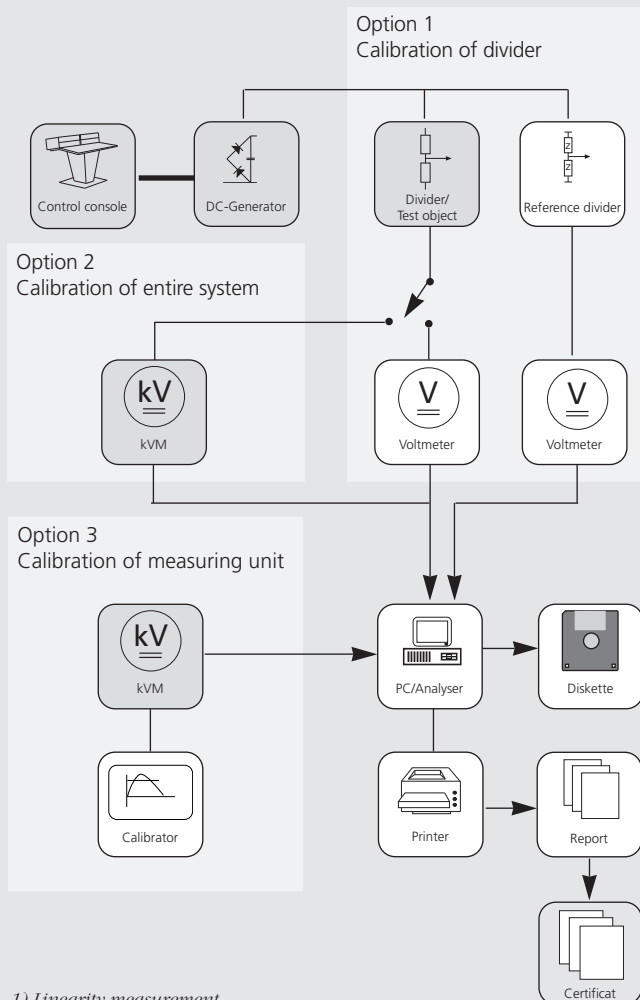 Option 1
Calibration of divider
Control console
DC-Generator
Divider/
Test object
Z
Z
Reference divider
Option 2
Calibration of entire system
kV
kVM
V
Voltmeter
V
Voltmeter
Option 3
Calibration of measuring unit
kV
kVM
PC/Analyser
Diskette
Calibrator
Printer
Report
Certificat
1) Linearity measurement